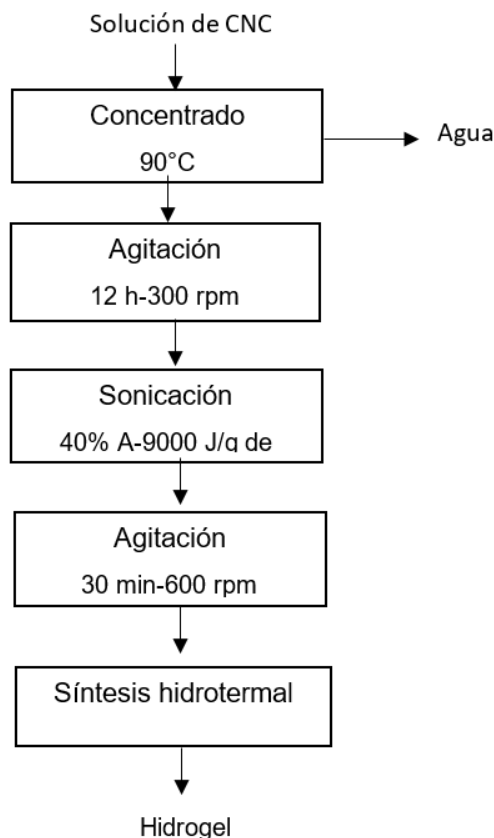 Solución de CNC
Concentrado
90°C
Agua
Agitación
12 h-300 rpm
Sonicación
40% A-9000 J/g de
Agitación
30 min-600 rpm
Síntesis hidrotermal
Hidrogel